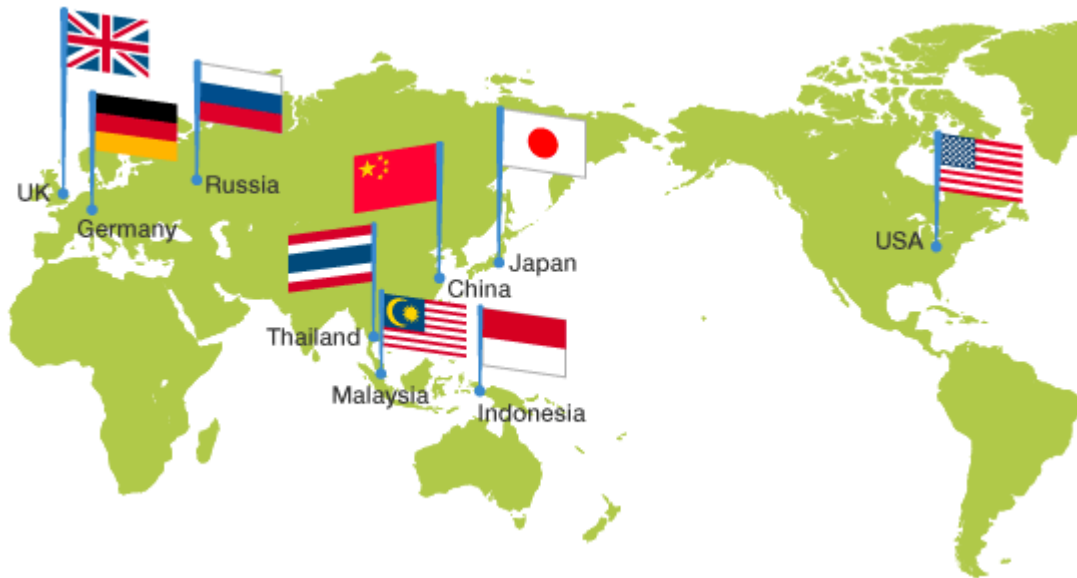 UK
Russia
Germany
USA
Japan
China
Thailand
Malaysia
Indonesia